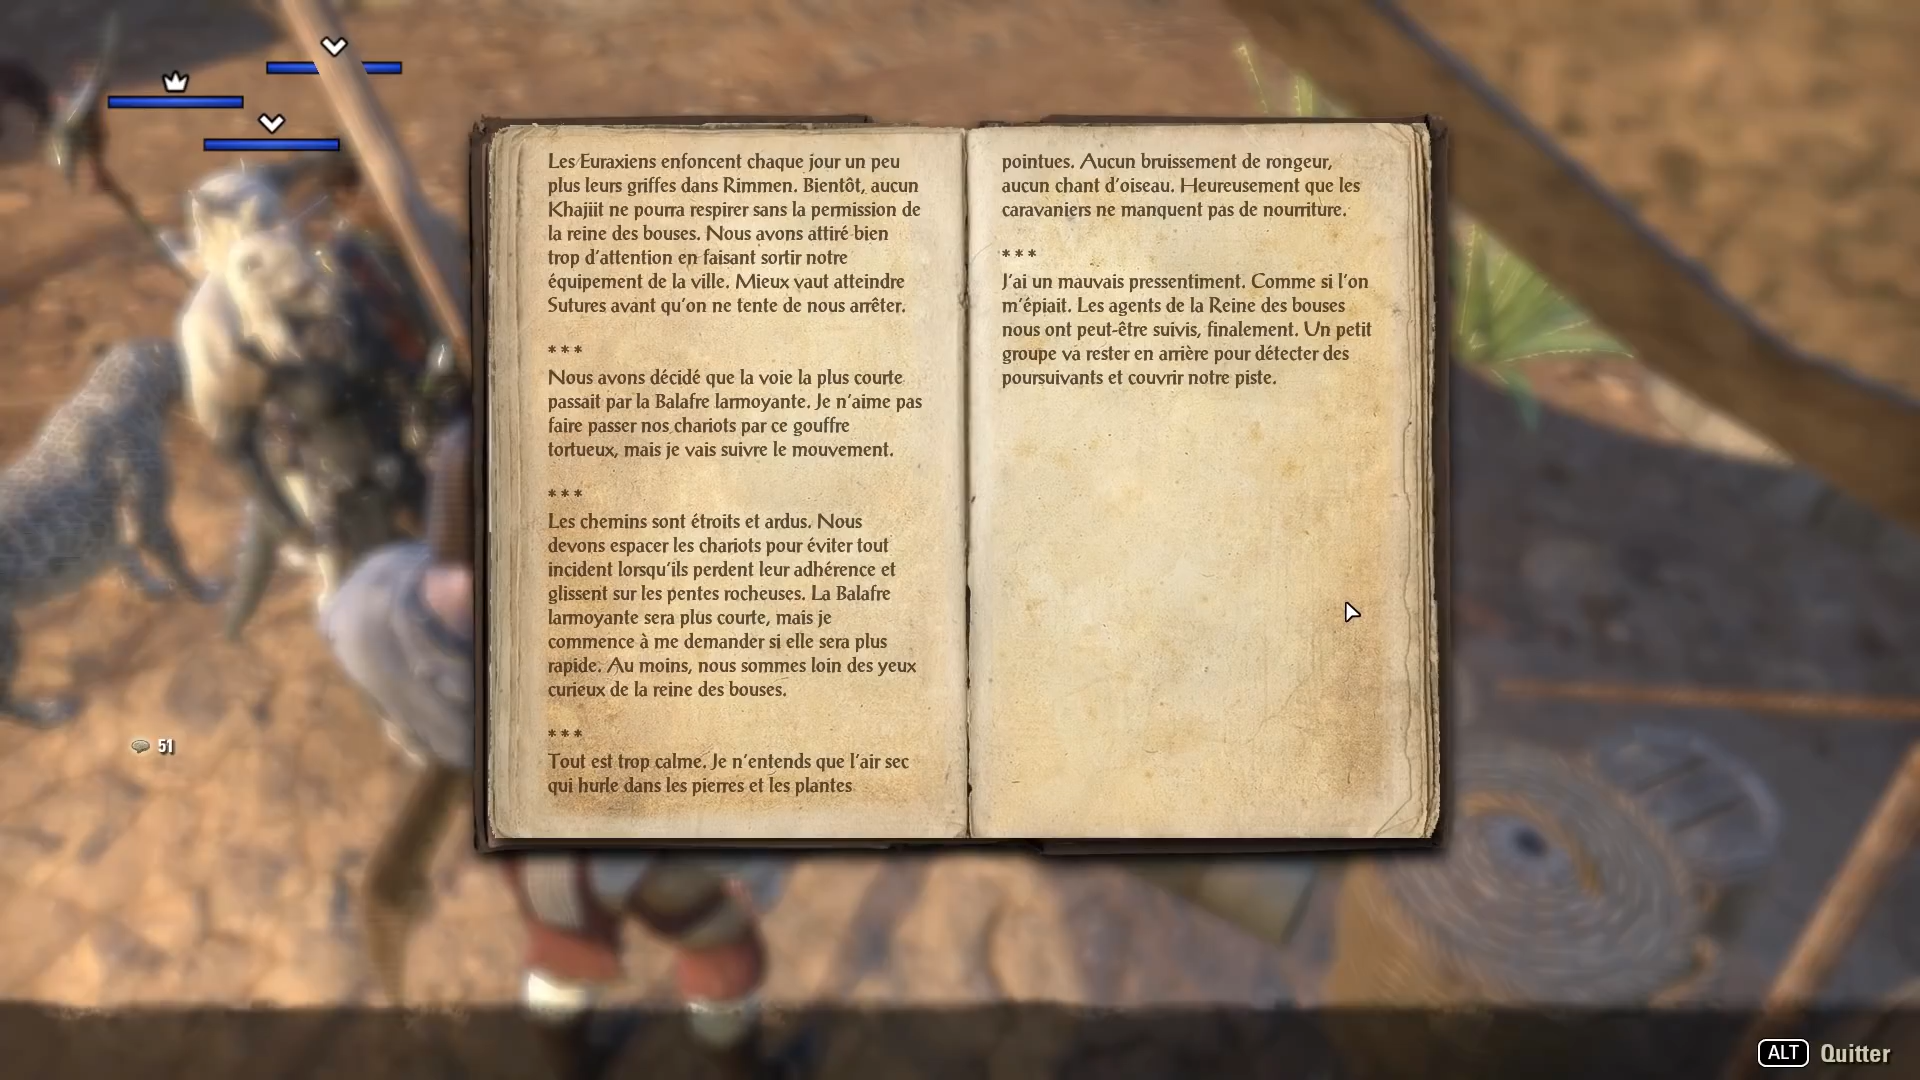 Les Euraxiens enfoncent chaque jour un peu
plus leurs griffes dans Rimmen. Bientôt, aucun
Khajiit ne pourra respirer sans la permission de
la reine des bouses. Nous avons attiré bien
trop d'attention en faisant sortir notre
équipement de la ville. Mieux vaut atteindre
Sutures avant qu'on ne tente de nous arrêter.
***
Nous avons décidé que la voie la plus courte
passait par la Balafre larmoyante. Je n'aime pas
faire passer nos chariots par ce gouffre
tortueux, mais je vais suivre le mouvement.
***
Les chemins sont étroits et ardus. Nous
devons espacer les chariots pour éviter tout
incident lorsqu'ils perdent leur adhérence et
glissent sur les pentes rocheuses. La Balafre
larmoyante sera plus courte, mais je
commence à me demander si elle sera plus
rapide. Au moins, nous sommes loin des yeux
curieux de la reine des bouses.
***
Tout est trop calme. Je n'entends que l'air sec
qui hurle dans les pierres et les plantes
pointues. Aucun bruissement de rongeur,
aucun chant d'oiseau. Heureusement que les
caravaniers ne manquent pas de nourriture.
***
J'ai un mauvais pressentiment. Comme si l'on
m'épiait. Les agents de la Reine des bouses
nous ont peut-être suivis, finalement. Un petit
groupe va rester en arrière pour détecter des
poursuivants et couvrir notre piste.
51
ALT Quitter